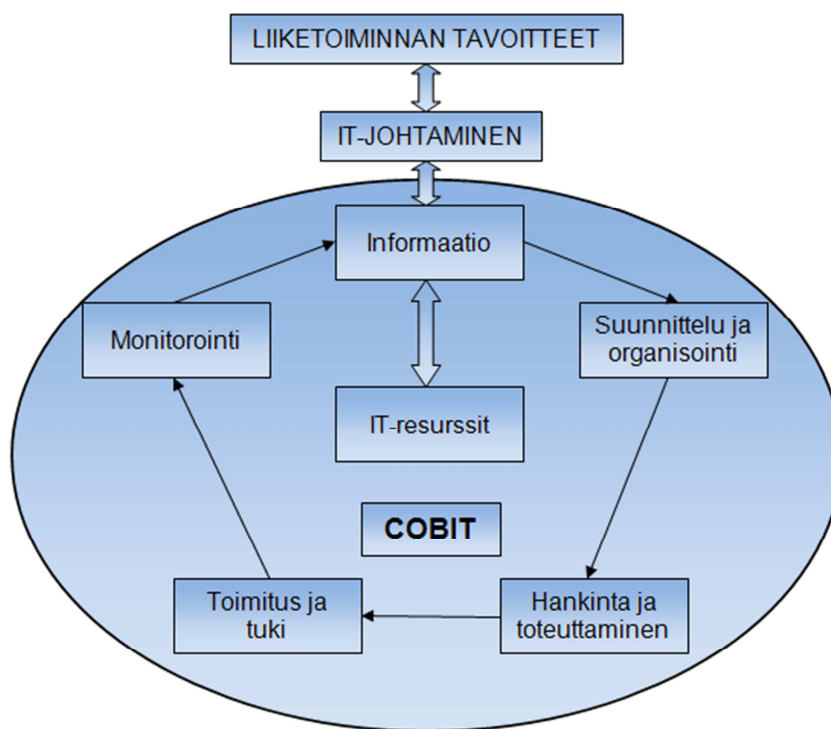 LIIKETOIMINNAN TAVOITTEET
IT-JOHTAMINEN
Informaatio
Monitorointi
Suunnittelu ja
organisointi
IT-resurssit
COBIT
Toimitus ja
tuki
Hankinta ja
toteuttaminen